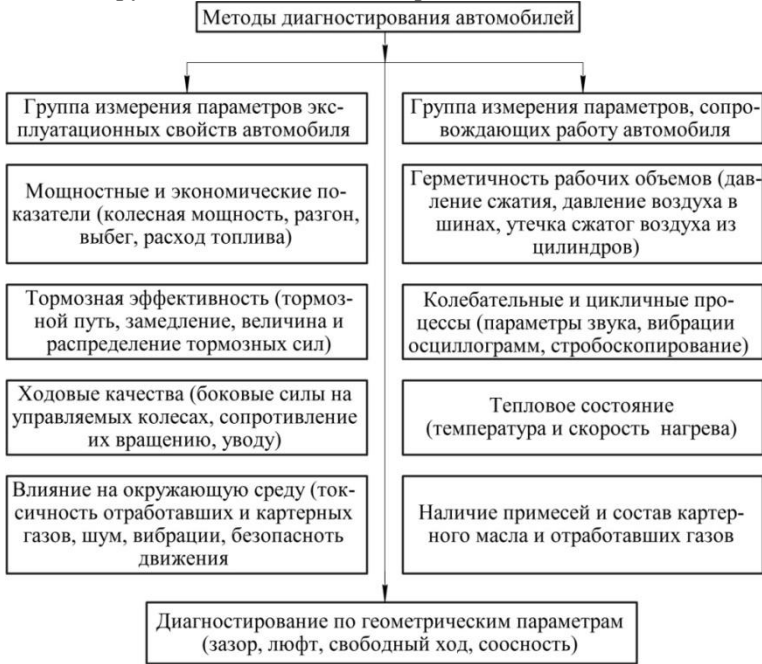 Методы диагностирования автомобилей
Группа измерения параметров экс-
плуатационных свойств автомобиля
Группа измерения параметров, сопро-
вождающих работу автомобиля
Мощностные и экономические по-
казатели (колесная мощность, разгон,
выбег, расход топлива)
Герметичность рабочих объемов (дав-
ление сжатия, давление воздуха в
шинах, утечка сжатог воздуха из
цилиндров)
Тормозная эффективность (тормоз-
ной путь, замедление, величина и
распределение тормозных сил)
Колебательные и цикличные про-
цессы (параметры звука, вибрации
осциллограмм, стробоскопирование)
Ходовые качества (боковые силы на
управляемых колесах, сопротивление
их вращению, уводу)
Тепловое состояние
(температура и скорость нагрева)
Влияние на окружающую среду (ток-
сичность отработавших и картерных
газов, шум, вибрации, безопасноть
движения
Наличие примесей и состав картер-
ного масла и отработавших газов
Диагностирование по геометрическим параметрам
(зазор, люфт, свободный ход, соосность)